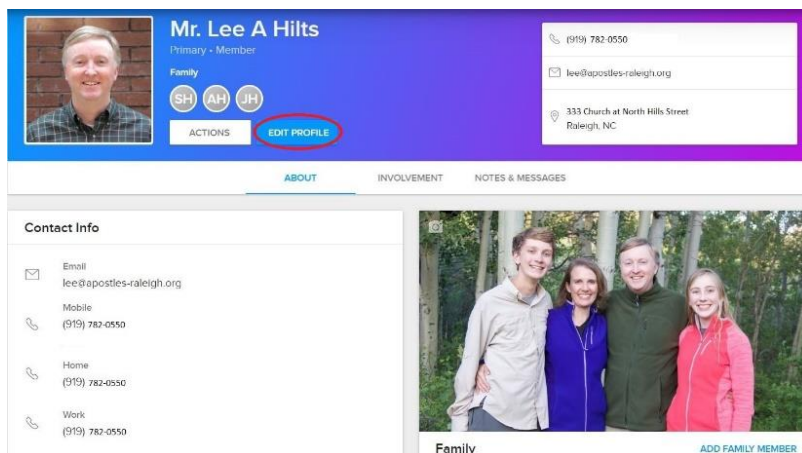 Mr. Lee A Hilts
Primary - Member
Family
SH AH JH
ACTIONS EDIT PROFILE
(919) 782-0550
lee@apostles-raleigh.org
333 Church at North Hills Street
Raleigh, NC
ABOUT INVOLVEMENT NOTES & MESSAGES
Contact Info
Email
lee@apostles-raleigh.org
Mobile
(919) 782-0550
Home
(919) 782-0550
Work
(919) 782-0550
Family ADD FAMILY MEMBER